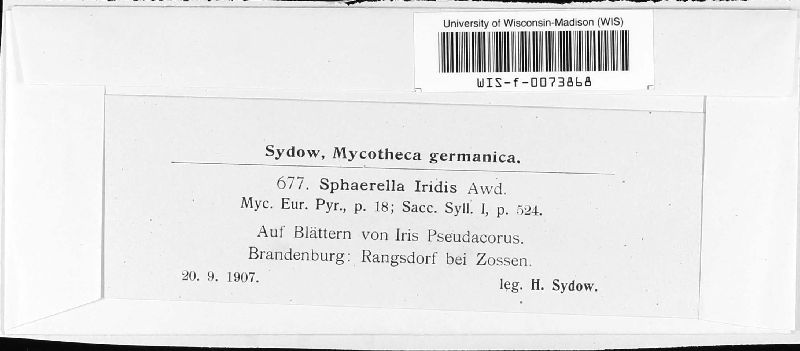 University of Wisconsin-Madison (WIS)
WIS-f-0073868
Sydow, Mycotheca germanica.
677. Sphaerella Iridis Awd.
Myc. Eur. Pyr., p. 18; Sacc. Syll. I, p. 524.
Auf Blättern von Iris Pseudacorus.
Brandenburg: Rangsdorf bei Zossen.
20. 9. 1907.
leg. H. Sydow.